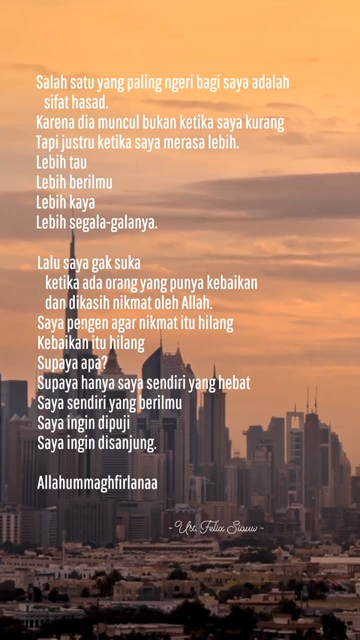 Salah satu yang paling ngeri bagi saya adalah
sifat hasad.
Karena dia muncul bukan ketika saya kurang
Tapi justru ketika saya merasa lebih.
Lebih tau
Lebih berilmu
Lebih kaya
Lebih segala-galanya.
Lalu saya gak suka
ketika ada orang yang punya kebaikan
dan dikasih nikmat oleh Allah.
Saya pengen agar nikmat itu hilang
Kebaikan itu hilang
Supaya apa?
Supaya hanya saya sendiri yang hebat
Saya sendiri yang berilmu
Saya ingin dipuji
Saya ingin disanjung.
Allahummaghfirlanaa
- Ust. Felix Siauw -